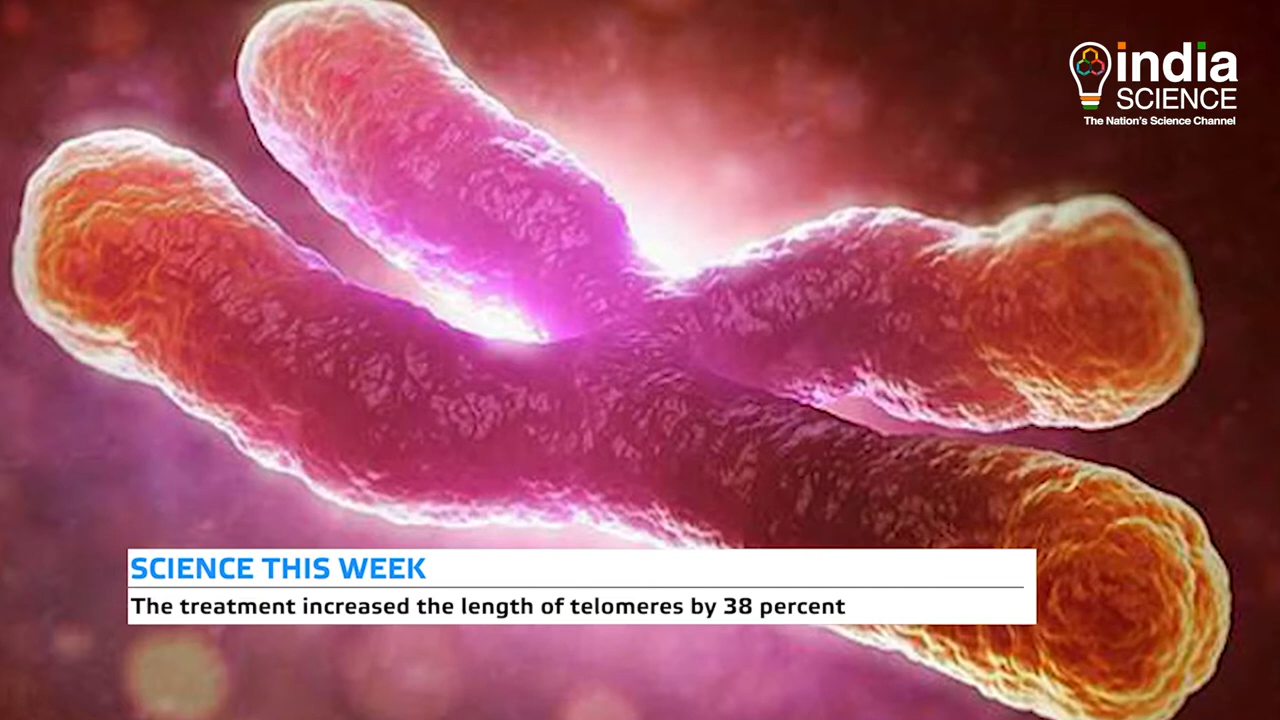 india
SCIENCE
The Nation's Science Channel
SCIENCE THIS WEEK
The treatment increased the length of telomeres by 38 percent